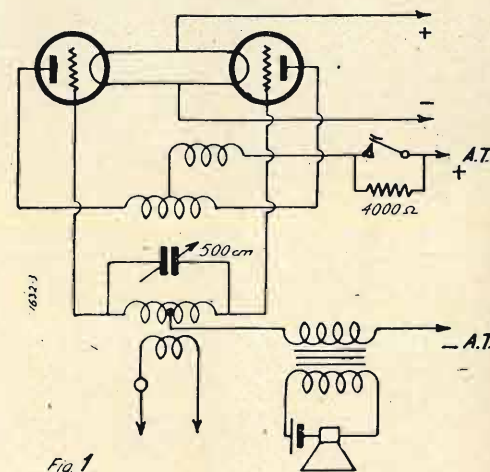 +
−
+ A.T.
4000 Ω
500 cm
1632-3
− A.T.
Fig. 1